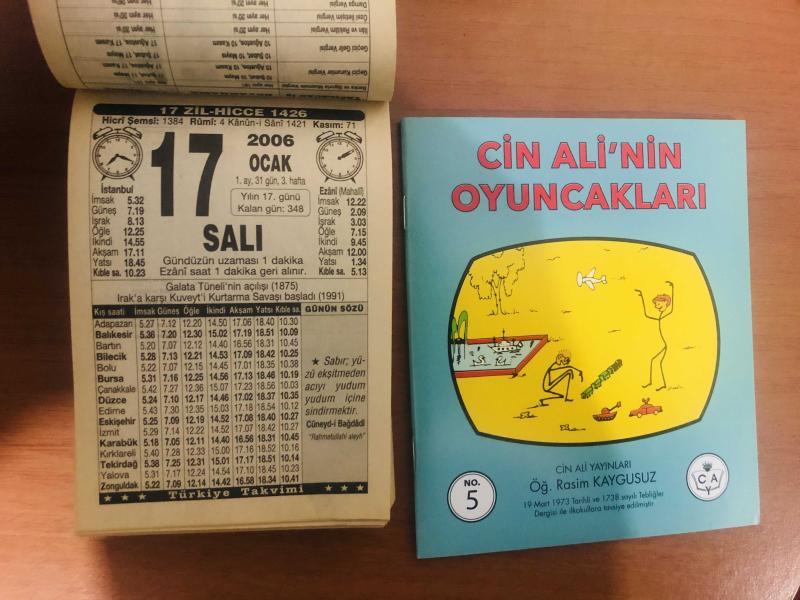 17 ZİL-HİCCE 1426
Hicrî Şemsî: 1384 Rûmî: 4 Kânûn-i Sânî 1421 Kasım: 71
17
2006
OCAK
1. ay, 31 gün, 3. hafta
Yılın 17. günü
Kalan gün: 348
SALI
Gündüzün uzaması 1 dakika
Ezânî saat 1 dakika geri alınır.
İstanbul
İmsak 5.32
Güneş 7.19
İsrak 8.13
Öğle 12.25
İkindi 14.55
Akşam 17.11
Yatsı 18.45
Kıble sa. 10.23
Ezânî (Mahallî)
İmsak 12.22
Güneş 2.09
İsrak 3.03
Öğle 7.15
İkindi 9.45
Akşam 12.00
Yatsı 1.34
Kıble sa. 5.13
Galata Tüneli'nin açılışı (1875)
Irak'a karşı Kuveyt'i Kurtarma Savaşı başladı (1991)
Kış saati İmsak Güneş Öğle İkindi Akşam Yatsı Kıble sa.
Adapazarı 5.27 7.12 12.20 14.50 17.06 18.40 10.30
Balıkesir 5.36 7.20 12.30 15.02 17.19 18.51 10.09
Bartın 5.20 7.07 12.12 14.40 16.56 18.31 10.45
Bilecik 5.28 7.13 12.21 14.53 17.09 18.42 10.25
Bolu 5.22 7.07 12.15 14.45 17.01 18.35 10.38
Bursa 5.31 7.16 12.25 14.56 17.13 18.46 10.19
Çanakkale 5.42 7.27 12.36 15.07 17.23 18.56 10.03
Düzce 5.24 7.10 12.17 14.46 17.02 18.37 10.35
Edirne 5.43 7.30 12.35 15.03 17.18 18.54 10.12
Eskişehir 5.25 7.09 12.19 14.52 17.08 18.40 10.27
İzmit 5.29 7.14 12.22 14.52 17.07 18.42 10.27
Karabük 5.18 7.05 12.11 14.40 16.56 18.31 10.45
Kırklareli 5.40 7.28 12.33 15.00 17.16 18.52 10.16
Tekirdağ 5.38 7.25 12.31 15.01 17.17 18.51 10.14
Yalova 5.31 7.17 12.24 14.54 17.10 18.45 10.23
Zonguldak 5.22 7.09 12.14 14.42 16.58 18.34 10.41
GÜNÜN SÖZÜ
★ Sabır; yü-
zü ekşitmeden
acıyı yudum
yudum içine
sindirmektir.
Cüneyd-i Bağdâdî
"Rahmetullahi aleyh"
★ ★ ★ Türkiye Takvimi ★ ★ ★
CİN ALİ'NİN
OYUNCAKLARI
CİN ALİ YAYINLARI
Öğ. Rasim KAYGUSUZ
19 Mart 1973 Tarihli ve 1738 sayılı Tebliğler
Dergisi ile ilkokullara tavsiye edilmiştir.
NO.
5
C A
Y